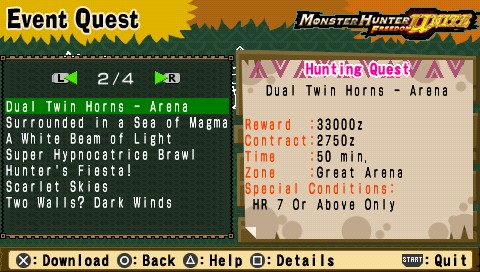 Event Quest
MONSTER HUNTER
FREEDOM UNITE
L 2/4 R
Dual Twin Horns - Arena
Surrounded in a Sea of Magma
A White Beam of Light
Super Hypnocatrice Brawl
Hunter's Fiesta!
Scarlet Skies
Two Walls? Dark Winds
Hunting Quest
Dual Twin Horns - Arena
Reward :33000z
Contract:2750z
Time :50 min.
Zone :Great Arena
Special Conditions:
HR 7 Or Above Only
: Download : Back : Help : Details START: Quit